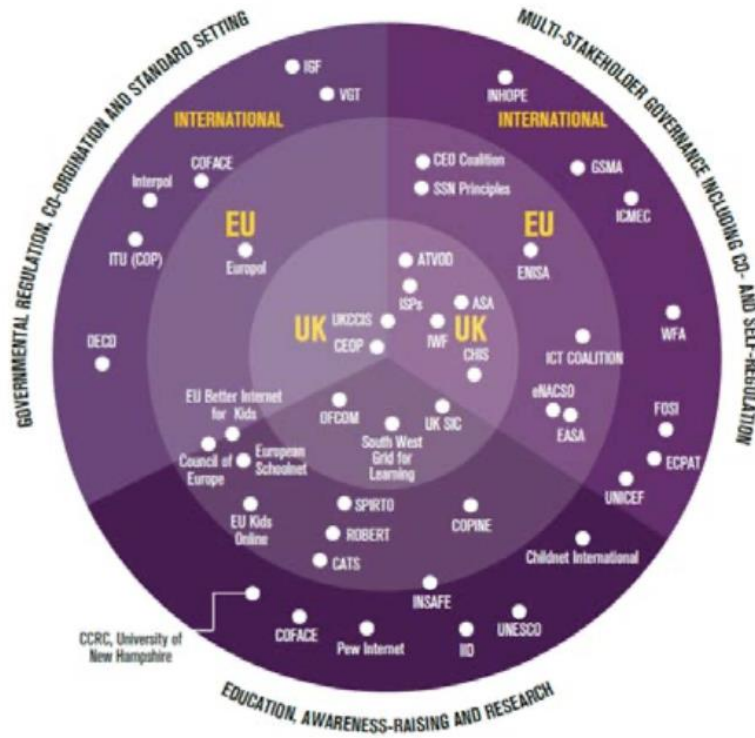 GOVERNMENTAL REGULATION, CO-ORDINATION AND STANDARD SETTING
MULTI-STAKEHOLDER GOVERNANCE INCLUDING CO- AND SELF-REGULATION
IGF
VGT
INHOPE
INTERNATIONAL
INTERNATIONAL
COFACE
CEO Coalition
GSMA
Interpol
SSN Principles
ICMEC
EU
EU
ITU (COP)
Europol
ATVOD
ENISA
ISPs
ASA
UKCCIS
UK
UK
IWF
WFA
CEOP
CHIS
OECD
ICT COALITION
EU Better Internet
for Kids
eNACSO
OFCOM
UK SIC
EASA
FOSI
Council of
Europe
European
Schoolnet
South West
Grid for
Learning
ECPAT
UNICEF
EU Kids
Online
SPIRTO
COPINE
ROBERT
Childnet International
CATS
INSAFE
CCRC, University of
New Hampshire
COFACE
Pew Internet
IID
UNESCO
EDUCATION, AWARENESS-RAISING AND RESEARCH